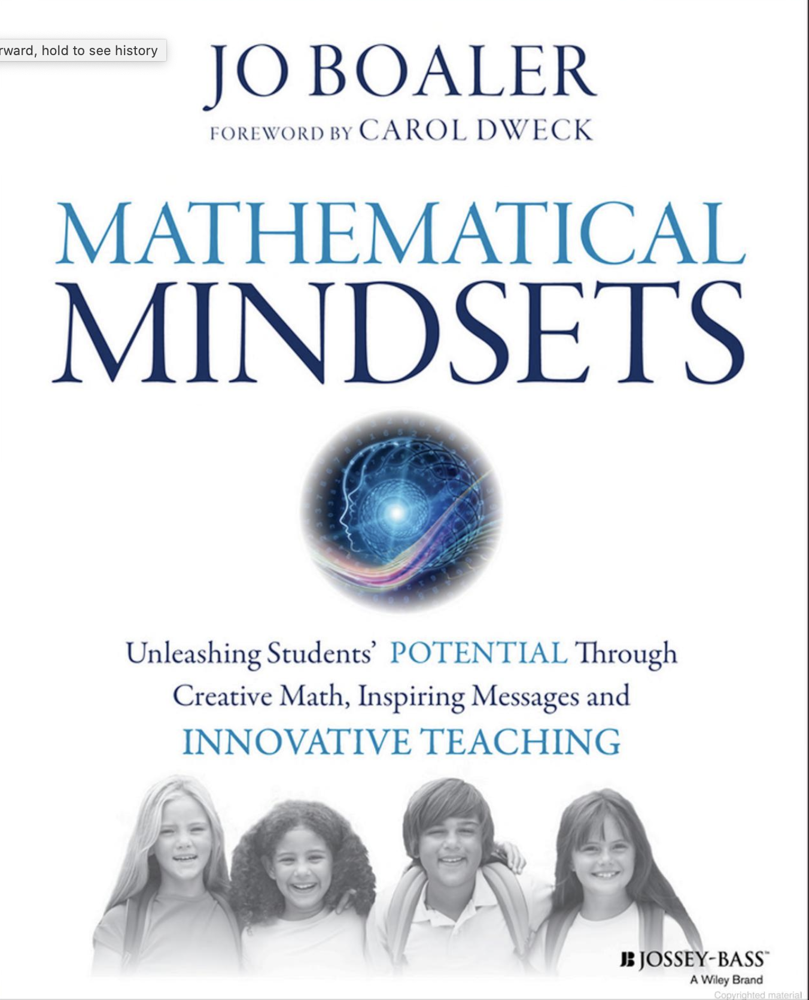 rward, hold to see history
JO BOALER
FOREWORD BY CAROL DWECK
MATHEMATICAL
MINDSETS
Unleashing Students’ POTENTIAL Through
Creative Math, Inspiring Messages and
INNOVATIVE TEACHING
JB JOSSEY-BASS™
A Wiley Brand
Copyrighted material